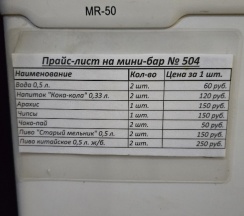 MR-50
Прайс-лист на мини-бар № 504
Наименование Кол-во Цена за 1 шт.
Вода 0,5 л. 2 шт. 60 руб.
Напиток "Кока-кола" 0,33 л. 2 шт. 120 руб.
Арахис 1 шт. 150 руб.
Чипсы 1 шт. 150 руб.
Чоко-пай 2 шт. 50 руб.
Пиво "Старый мельник" 0,5 л. 2 шт. 150 руб.
Пиво китайское 0,5 л. ж/б. 2 шт. 250 руб.